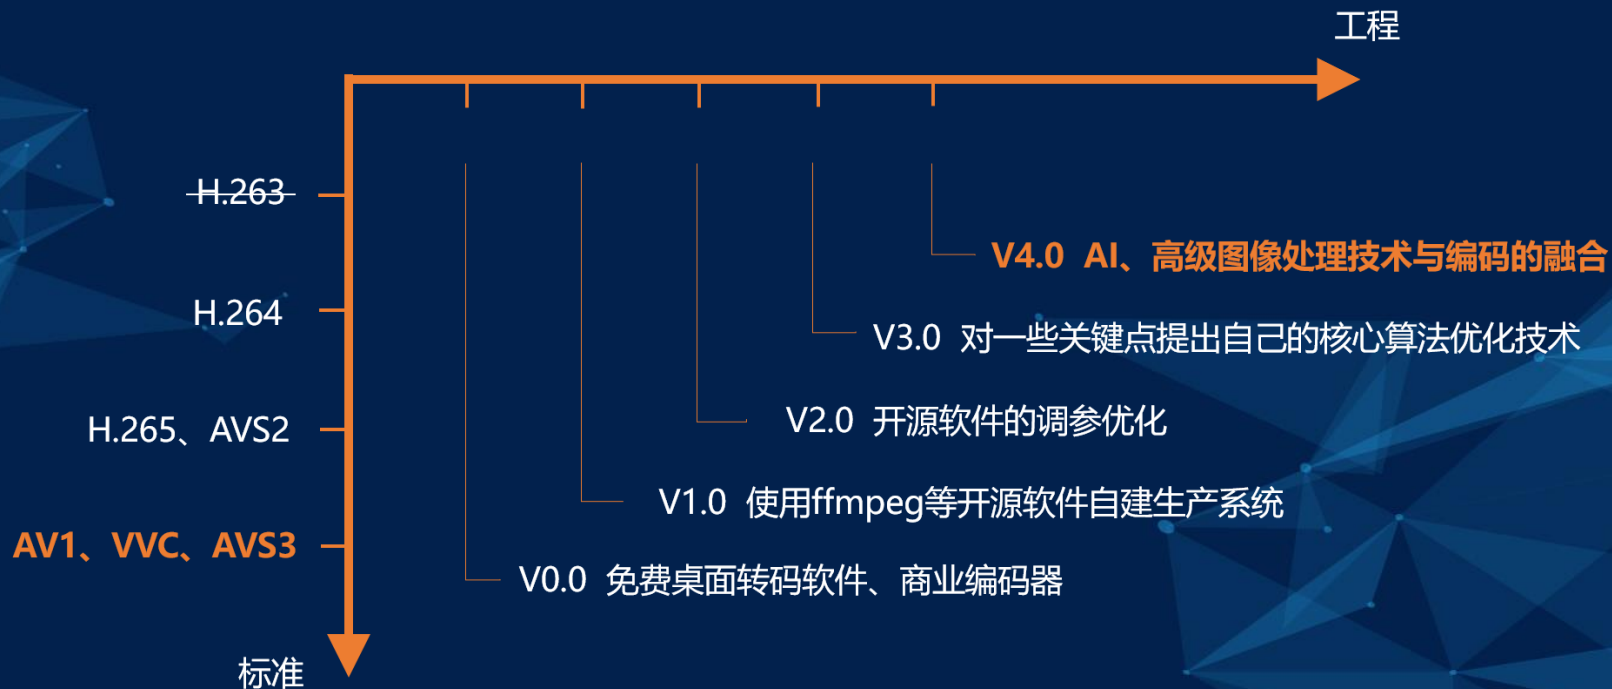 工程
H.263
V4.0 AI、高级图像处理技术与编码的融合
H.264
V3.0 对一些关键点提出自己的核心算法优化技术
H.265、AVS2
V2.0 开源软件的调参优化
V1.0 使用ffmpeg等开源软件自建生产系统
AV1、VVC、AVS3
V0.0 免费桌面转码软件、商业编码器
标准